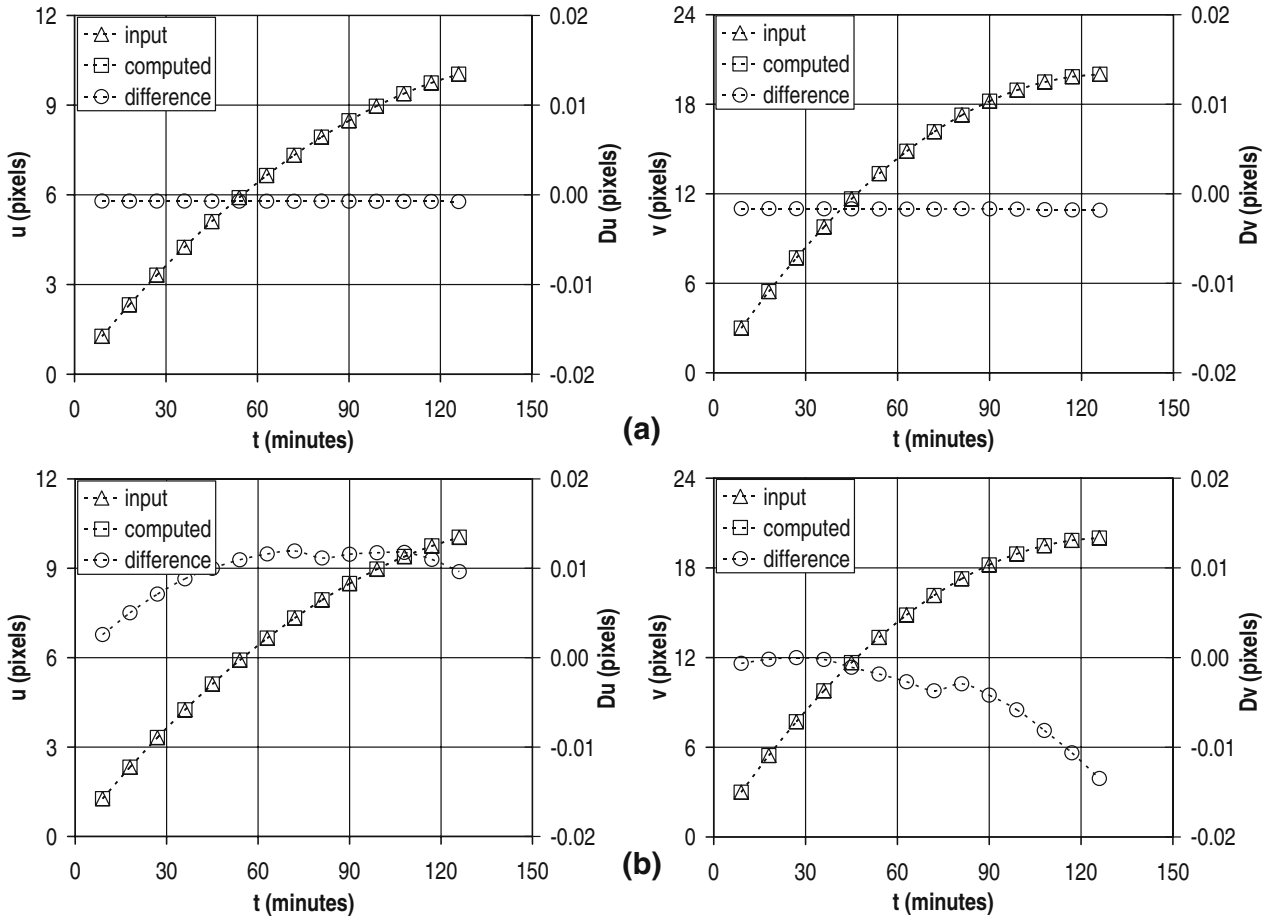 12
9
6
3
0
u (pixels)
input
computed
difference
0.02
0.01
0.00
-0.01
-0.02
Du (pixels)
0 30 60 90 120 150
t (minutes)
24
18
12
6
0
v (pixels)
input
computed
difference
0.02
0.01
0.00
-0.01
-0.02
Dv (pixels)
0 30 60 90 120 150
t (minutes)
(a)
12
9
6
3
0
u (pixels)
input
computed
difference
0.02
0.01
0.00
-0.01
-0.02
Du (pixels)
0 30 60 90 120 150
t (minutes)
24
18
12
6
0
v (pixels)
input
computed
difference
0.02
0.01
0.00
-0.01
-0.02
Dv (pixels)
0 30 60 90 120 150
t (minutes)
(b)